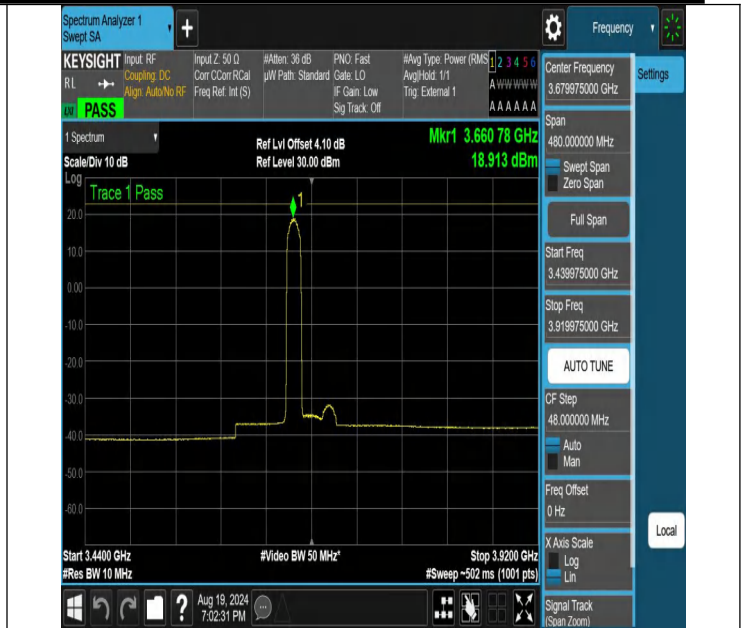 Spectrum Analyzer 1
Swept SA
+
Frequency
KEYSIGHT
RL
PASS
Input: RF
Coupling: DC
Align: Auto/No RF
Input Z: 50 Ω
Corr CCorr RCal
Freq Ref: Int (S)
#Atten: 36 dB
µW Path: Standard
PNO: Fast
Gate: LO
IF Gain: Low
Sig Track: Off
#Avg Type: Power (RMS
Avg|Hold: 1/1
Trig: External 1
1 2 3 4 5 6
A W W W W W
A A A A A A
Center Frequency
3.679975000 GHz
Settings
Span
480.000000 MHz
Swept Span
Zero Span
Full Span
Start Freq
3.439975000 GHz
Stop Freq
3.919975000 GHz
AUTO TUNE
CF Step
48.000000 MHz
Auto
Man
Freq Offset
0 Hz
X Axis Scale
Log
Lin
Signal Track
(Span Zoom)
Local
1 Spectrum
Scale/Div 10 dB
Ref Lvl Offset 4.10 dB
Ref Level 30.00 dBm
Mkr1 3.660 78 GHz
18.913 dBm
Log
Trace 1 Pass
1
20.0
10.0
0.00
-10.0
-20.0
-30.0
-40.0
-50.0
-60.0
Start 3.4400 GHz
#Video BW 50 MHz*
Stop 3.9200 GHz
#Res BW 10 MHz
#Sweep ~502 ms (1001 pts)
?
Aug 19, 2024
7:02:31 PM